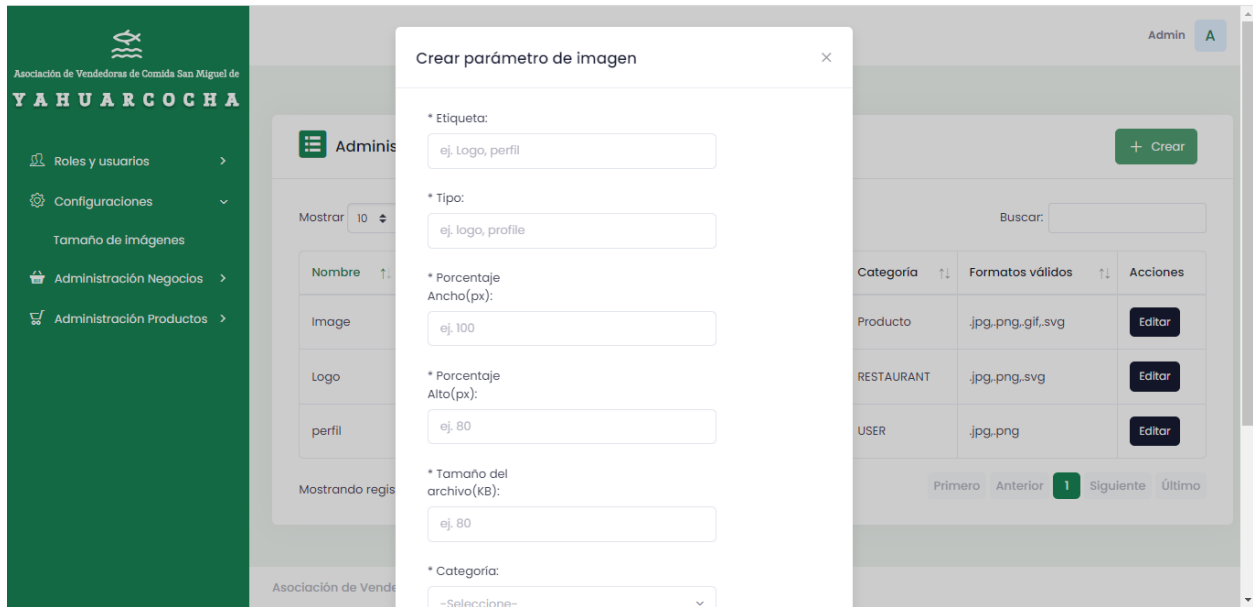 Asociación de Vendedoras de Comida San Miguel de
YAHUARCOCHA
Roles y usuarios
Configuraciones
Tamaño de imágenes
Administración Negocios
Administración Productos
Admin A
Adminis
+ Crear
Mostrar 10
Buscar:
Nombre Categoría Formatos válidos Acciones
Image Producto .jpg,.png,.gif,.svg Editar
Logo RESTAURANT .jpg,.png,.svg Editar
perfil USER .jpg,.png Editar
Mostrando regis
Primero Anterior 1 Siguiente Último
Asociación de Vende
Crear parámetro de imagen ×
* Etiqueta:
ej. Logo, perfil
* Tipo:
ej. logo, profile
* Porcentaje
Ancho(px):
ej. 100
* Porcentaje
Alto(px):
ej. 80
* Tamaño del
archivo(KB):
ej. 80
* Categoría:
-Seleccione-